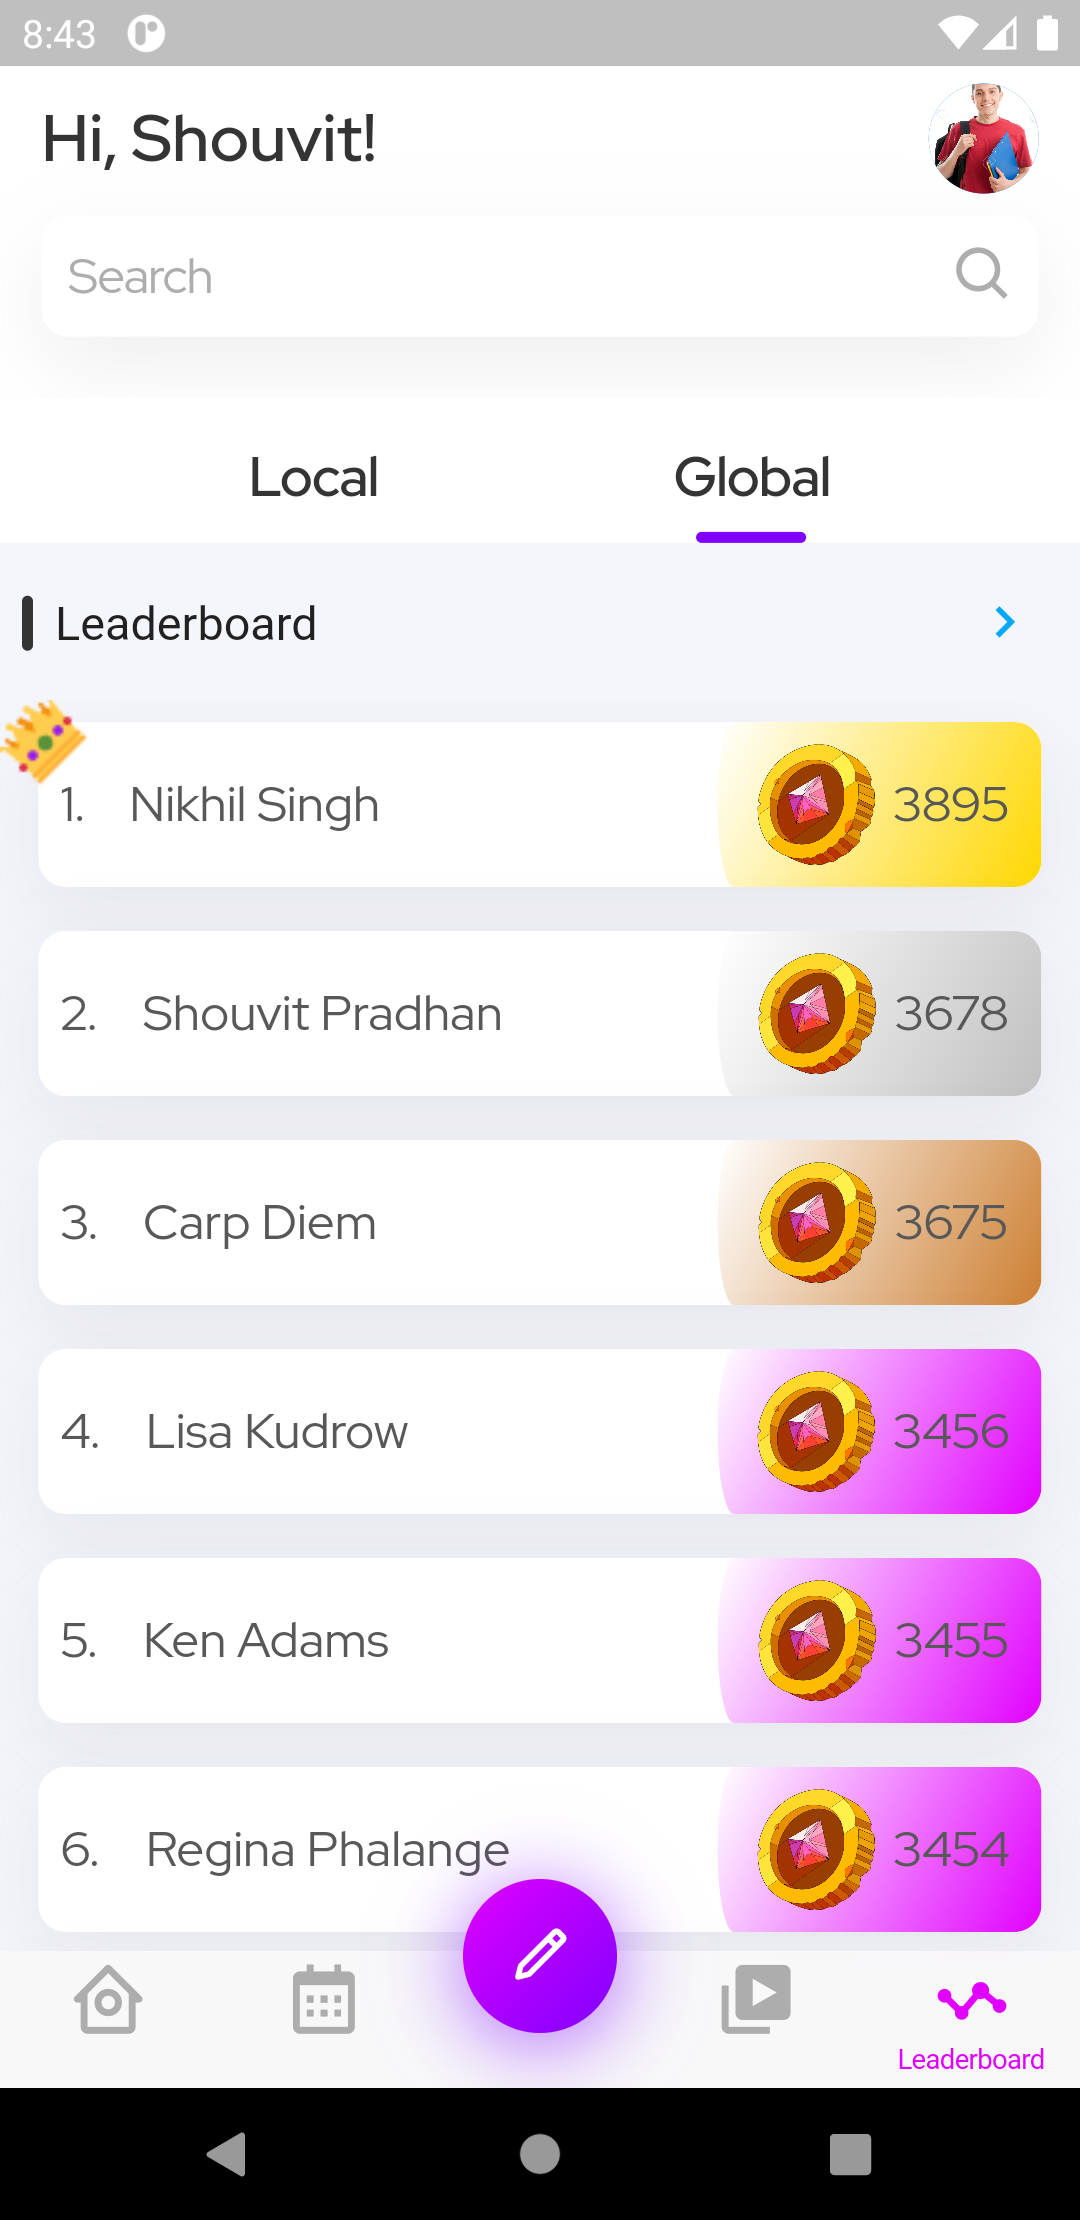 8:43
Hi, Shouvit!
Search
Local Global
Leaderboard
1. Nikhil Singh 3895
2. Shouvit Pradhan 3678
3. Carp Diem 3675
4. Lisa Kudrow 3456
5. Ken Adams 3455
6. Regina Phalange 3454
Leaderboard